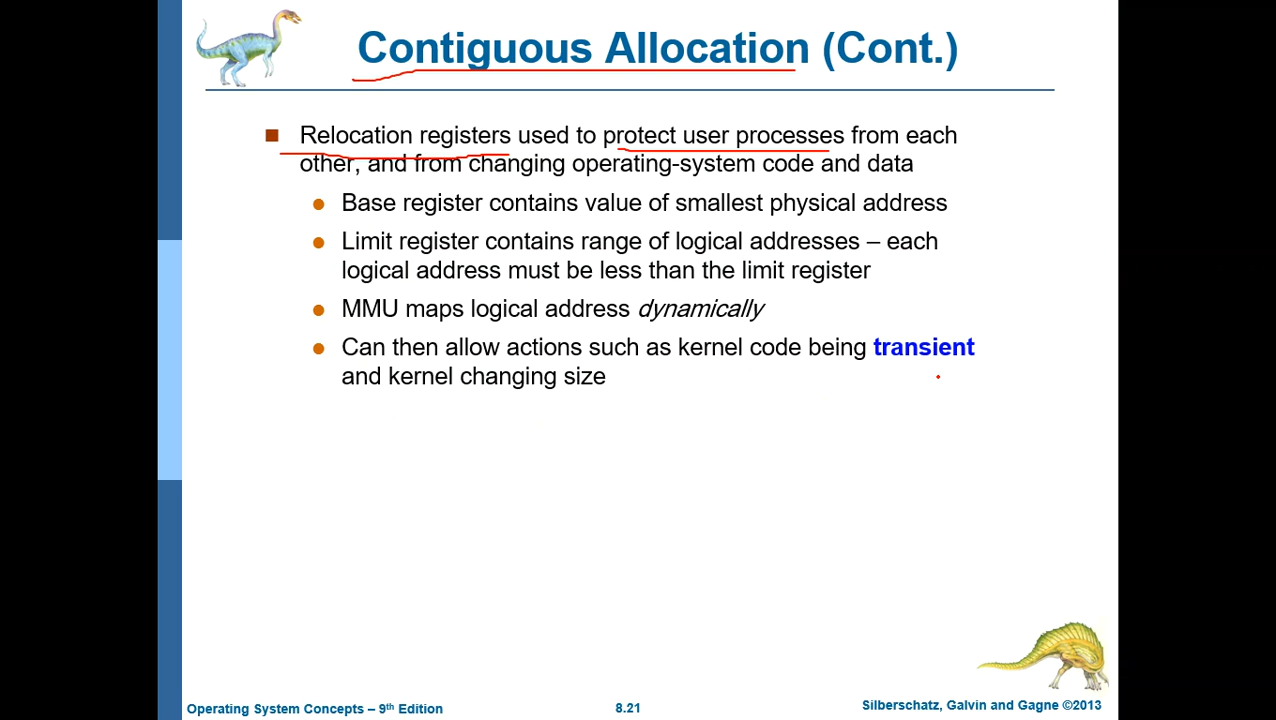 Contiguous Allocation (Cont.)
Relocation registers used to protect user processes from each
other, and from changing operating-system code and data
Base register contains value of smallest physical address
Limit register contains range of logical addresses – each
logical address must be less than the limit register
MMU maps logical address dynamically
Can then allow actions such as kernel code being transient
and kernel changing size
Operating System Concepts – 9th Edition
8.21
Silberschatz, Galvin and Gagne ©2013